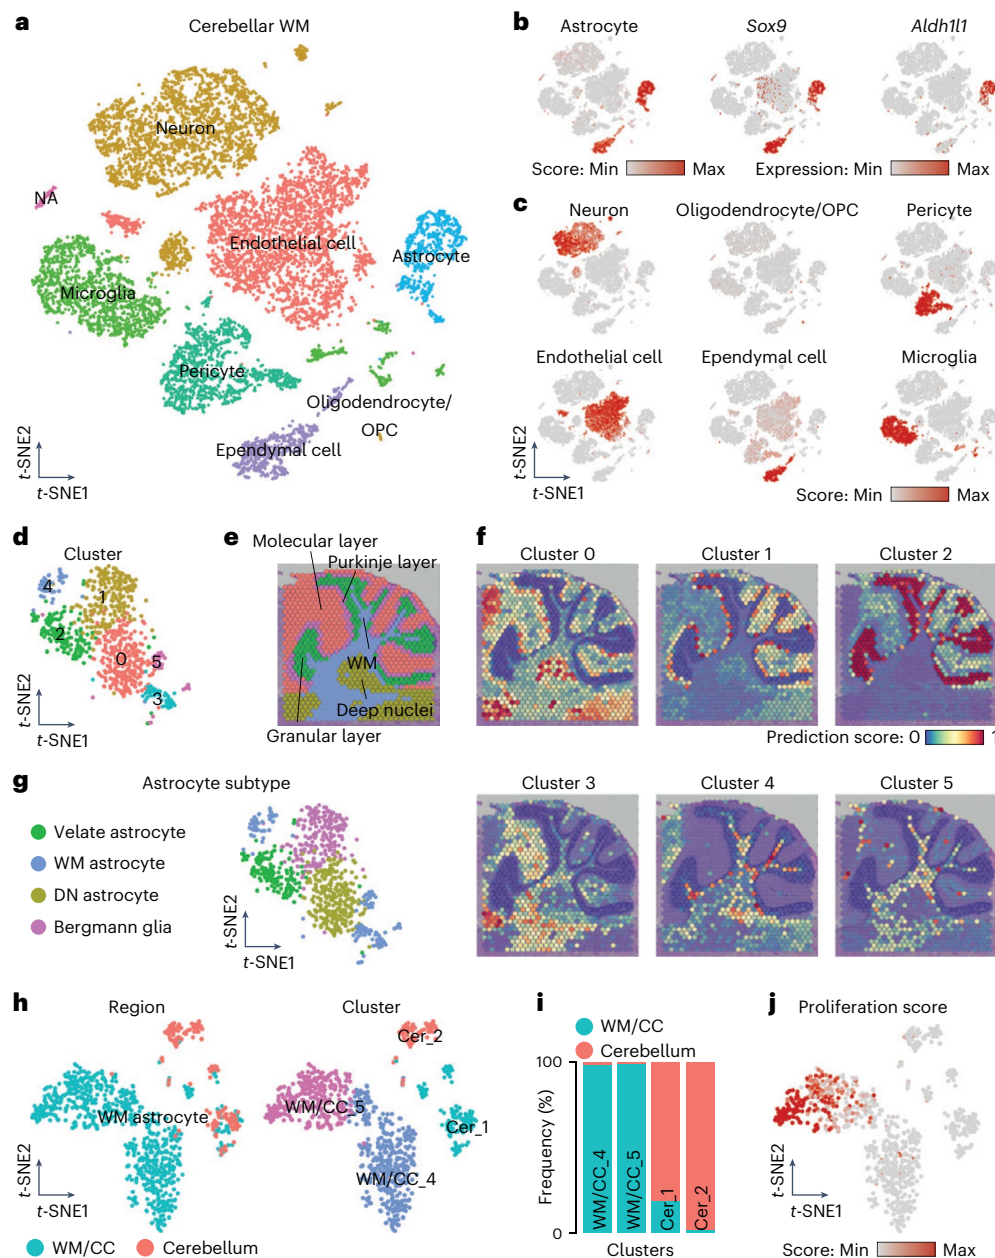 a
Cerebellar WM
Neuron
NA
Endothelial cell
Astrocyte
Microglia
Pericyte
Oligodendrocyte/
OPC
Ependymal cell
t-SNE2
t-SNE1
b
Astrocyte
Sox9
Aldh1l1
Score: Min
Max
Expression: Min
Max
c
Neuron
Oligodendrocyte/OPC
Pericyte
Endothelial cell
Ependymal cell
Microglia
t-SNE2
t-SNE1
Score: Min
Max
d
Cluster
4
1
2
0
5
3
t-SNE2
t-SNE1
e
Molecular layer
Purkinje layer
WM
Deep nuclei
Granular layer
f
Cluster 0
Cluster 1
Cluster 2
Prediction score: 0
1
Cluster 3
Cluster 4
Cluster 5
g
Astrocyte subtype
Velate astrocyte
WM astrocyte
DN astrocyte
Bergmann glia
t-SNE2
t-SNE1
h
Region
Cluster
WM astrocyte
Cer_2
WM/CC_5
Cer_1
WM/CC_4
t-SNE2
t-SNE1
WM/CC
Cerebellum
i
WM/CC
Cerebellum
100
Frequency (%)
0
WM/CC_4
WM/CC_5
Cer_1
Cer_2
Clusters
j
Proliferation score
t-SNE2
t-SNE1
Score: Min
Max